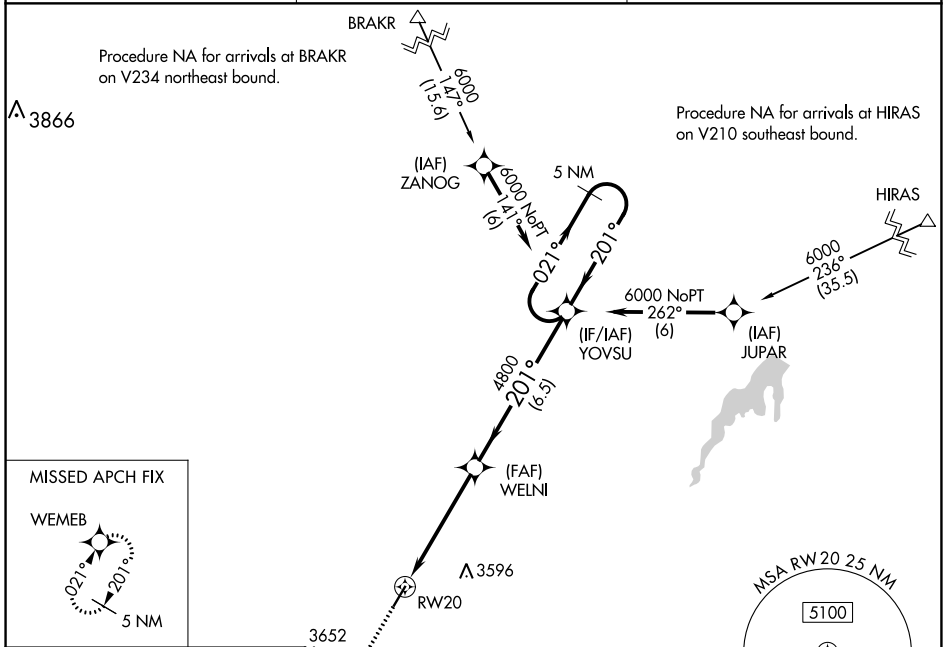 BRAKR
Procedure NA for arrivals at BRAKR
on V234 northeast bound.
6000
147°
(15.6)
3866
Procedure NA for arrivals at HIRAS
on V210 southeast bound.
(IAF)
ZANOG
6000 NoPT
141°
(6)
5 NM
HIRAS
021°
201°
6000
236°
(35.5)
6000 NoPT
262°
(6)
(IF/IAF)
YOVSU
(IAF)
JUPAR
4800
201°
(6.5)
(FAF)
WELNI
MISSED APCH FIX
WEMEB
021°
201°
5 NM
3596
RW20
MSA RW20 25 NM
5100
3652